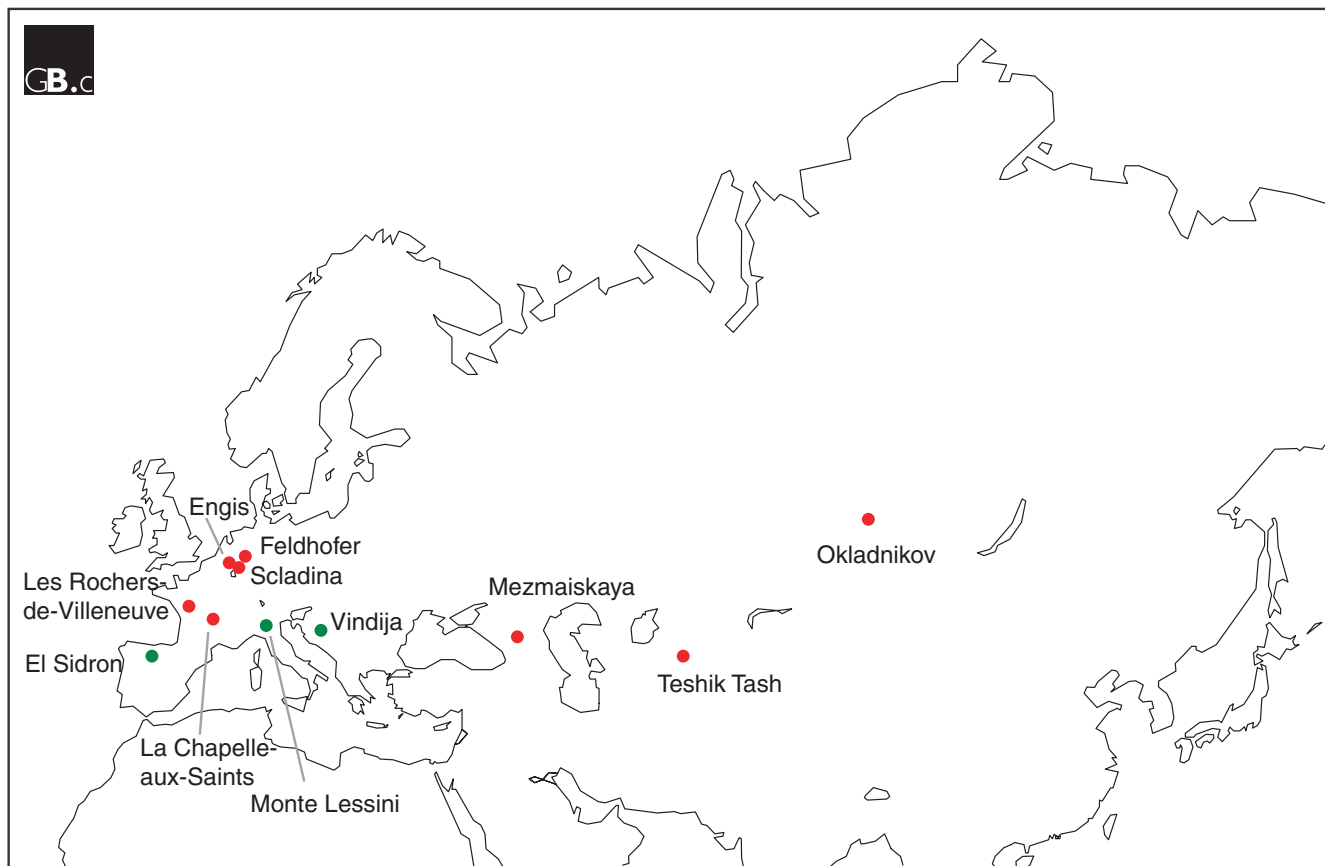 GB.c
Engis
Feldhofer
Scladina
Les Rochers-
de-Villeneuve
Vindija
El Sidron
La Chapelle-
aux-Saints
Monte Lessini
Mezmaiskaya
Teshik Tash
Okladnikov